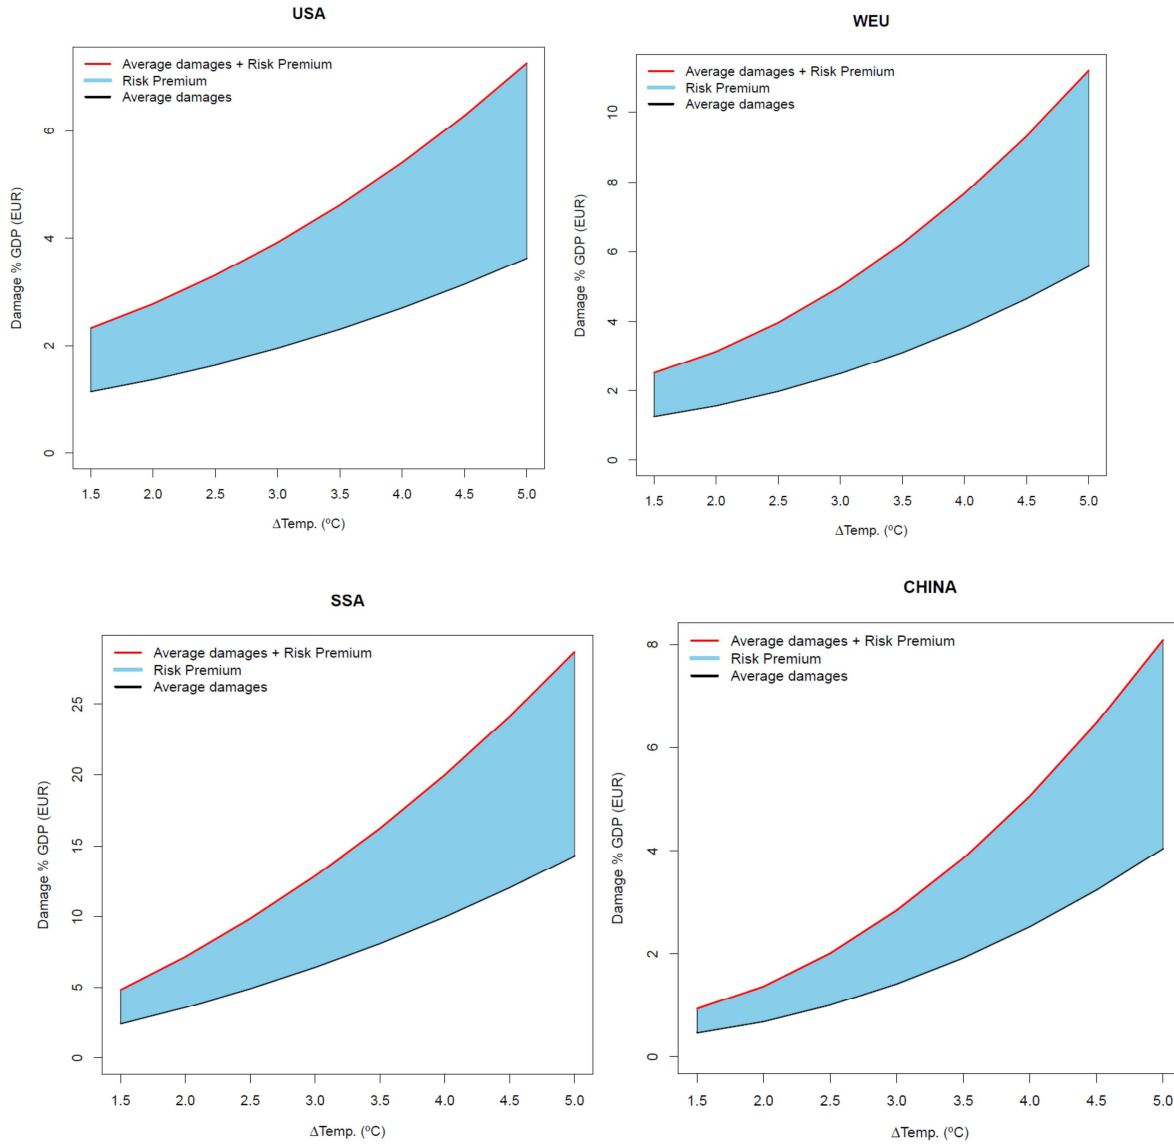 USA
Average damages + Risk Premium
Risk Premium
Average damages
Damage % GDP (EUR)
6
4
2
0
1.5 2.0 2.5 3.0 3.5 4.0 4.5 5.0
ΔTemp. (ºC)
WEU
Average damages + Risk Premium
Risk Premium
Average damages
Damage % GDP (EUR)
10
8
6
4
2
0
1.5 2.0 2.5 3.0 3.5 4.0 4.5 5.0
ΔTemp. (ºC)
SSA
Average damages + Risk Premium
Risk Premium
Average damages
Damage % GDP (EUR)
25
20
15
10
5
0
1.5 2.0 2.5 3.0 3.5 4.0 4.5 5.0
ΔTemp. (ºC)
CHINA
Average damages + Risk Premium
Risk Premium
Average damages
Damage % GDP (EUR)
8
6
4
2
0
1.5 2.0 2.5 3.0 3.5 4.0 4.5 5.0
ΔTemp. (ºC)